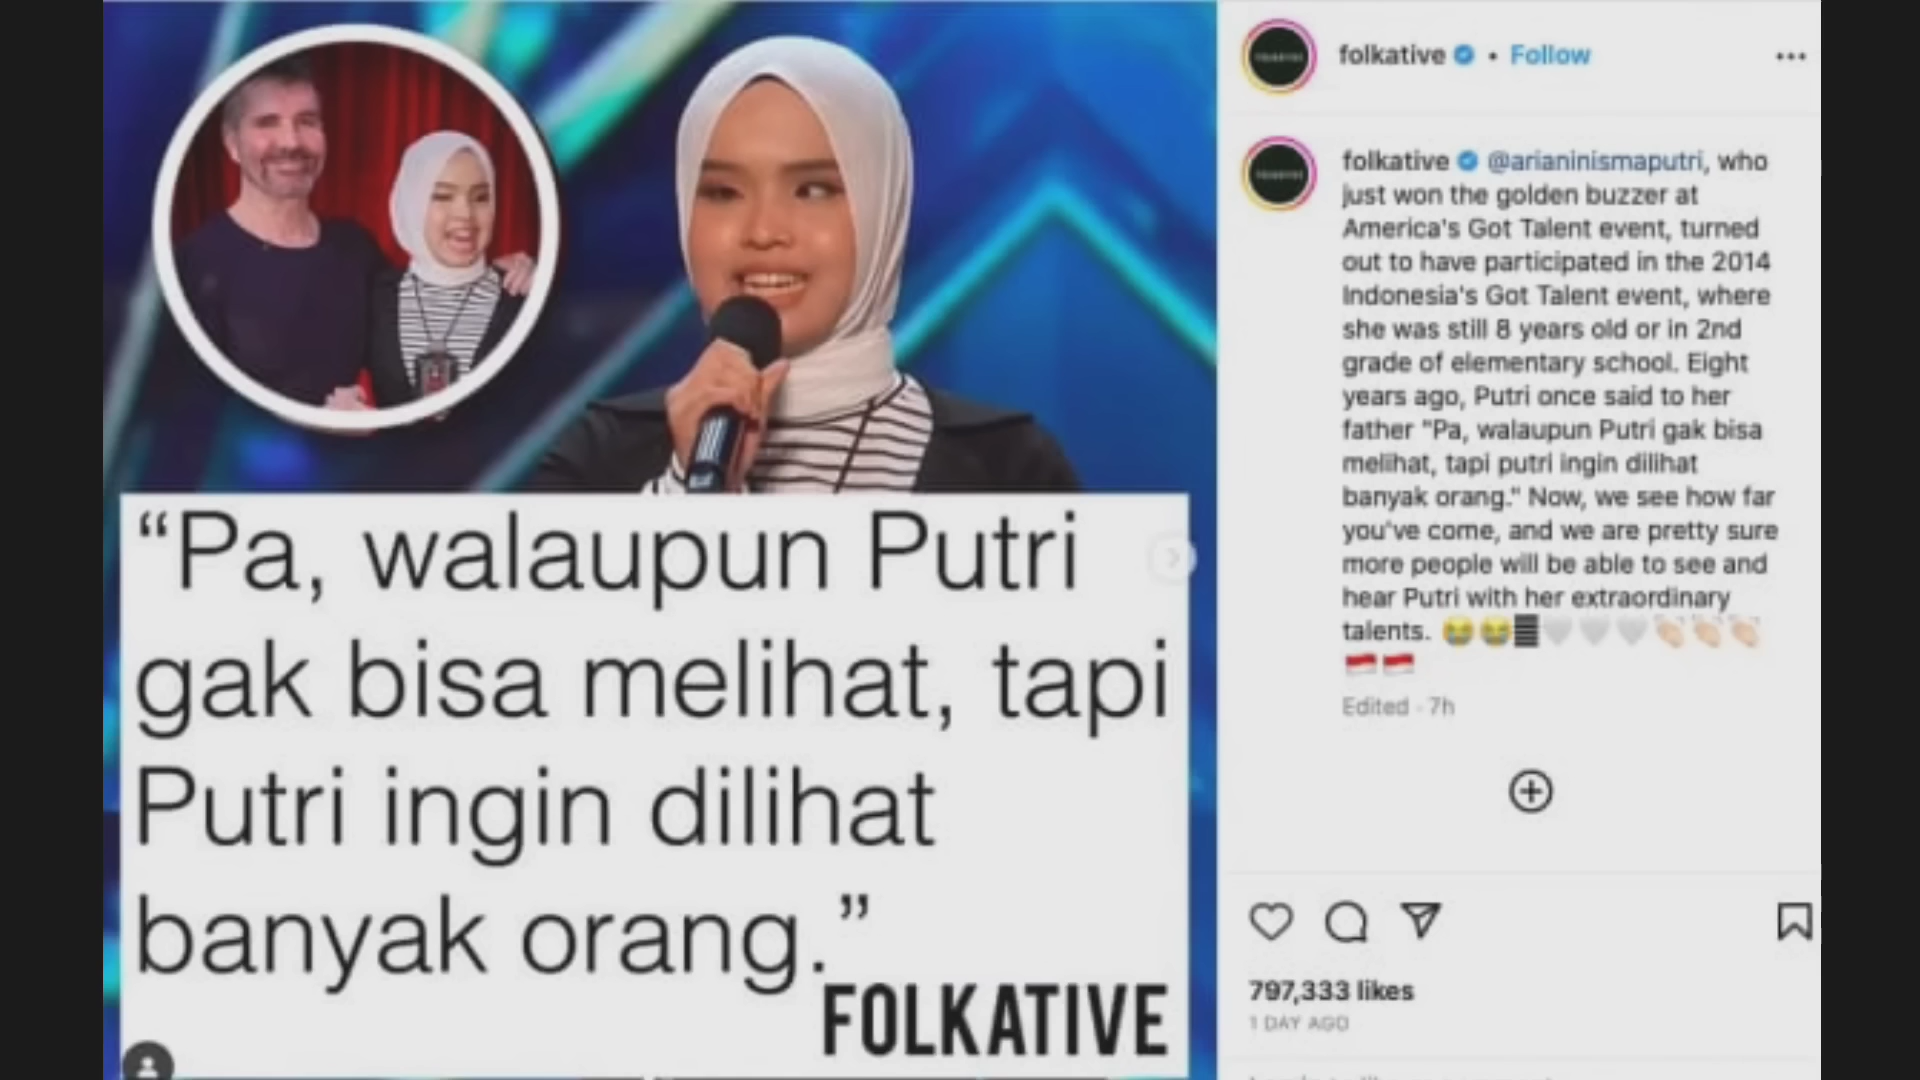 “Pa, walaupun Putri
gak bisa melihat, tapi
Putri ingin dilihat
banyak orang.”
FOLKATIVE
folkative • Follow
folkative @arianinismaputri, who
just won the golden buzzer at
America's Got Talent event, turned
out to have participated in the 2014
Indonesia's Got Talent event, where
she was still 8 years old or in 2nd
grade of elementary school. Eight
years ago, Putri once said to her
father "Pa, walaupun Putri gak bisa
melihat, tapi putri ingin dilihat
banyak orang." Now, we see how far
you've come, and we are pretty sure
more people will be able to see and
hear Putri with her extraordinary
talents. 😭😭
Edited · 7h
797,333 likes
1 DAY AGO